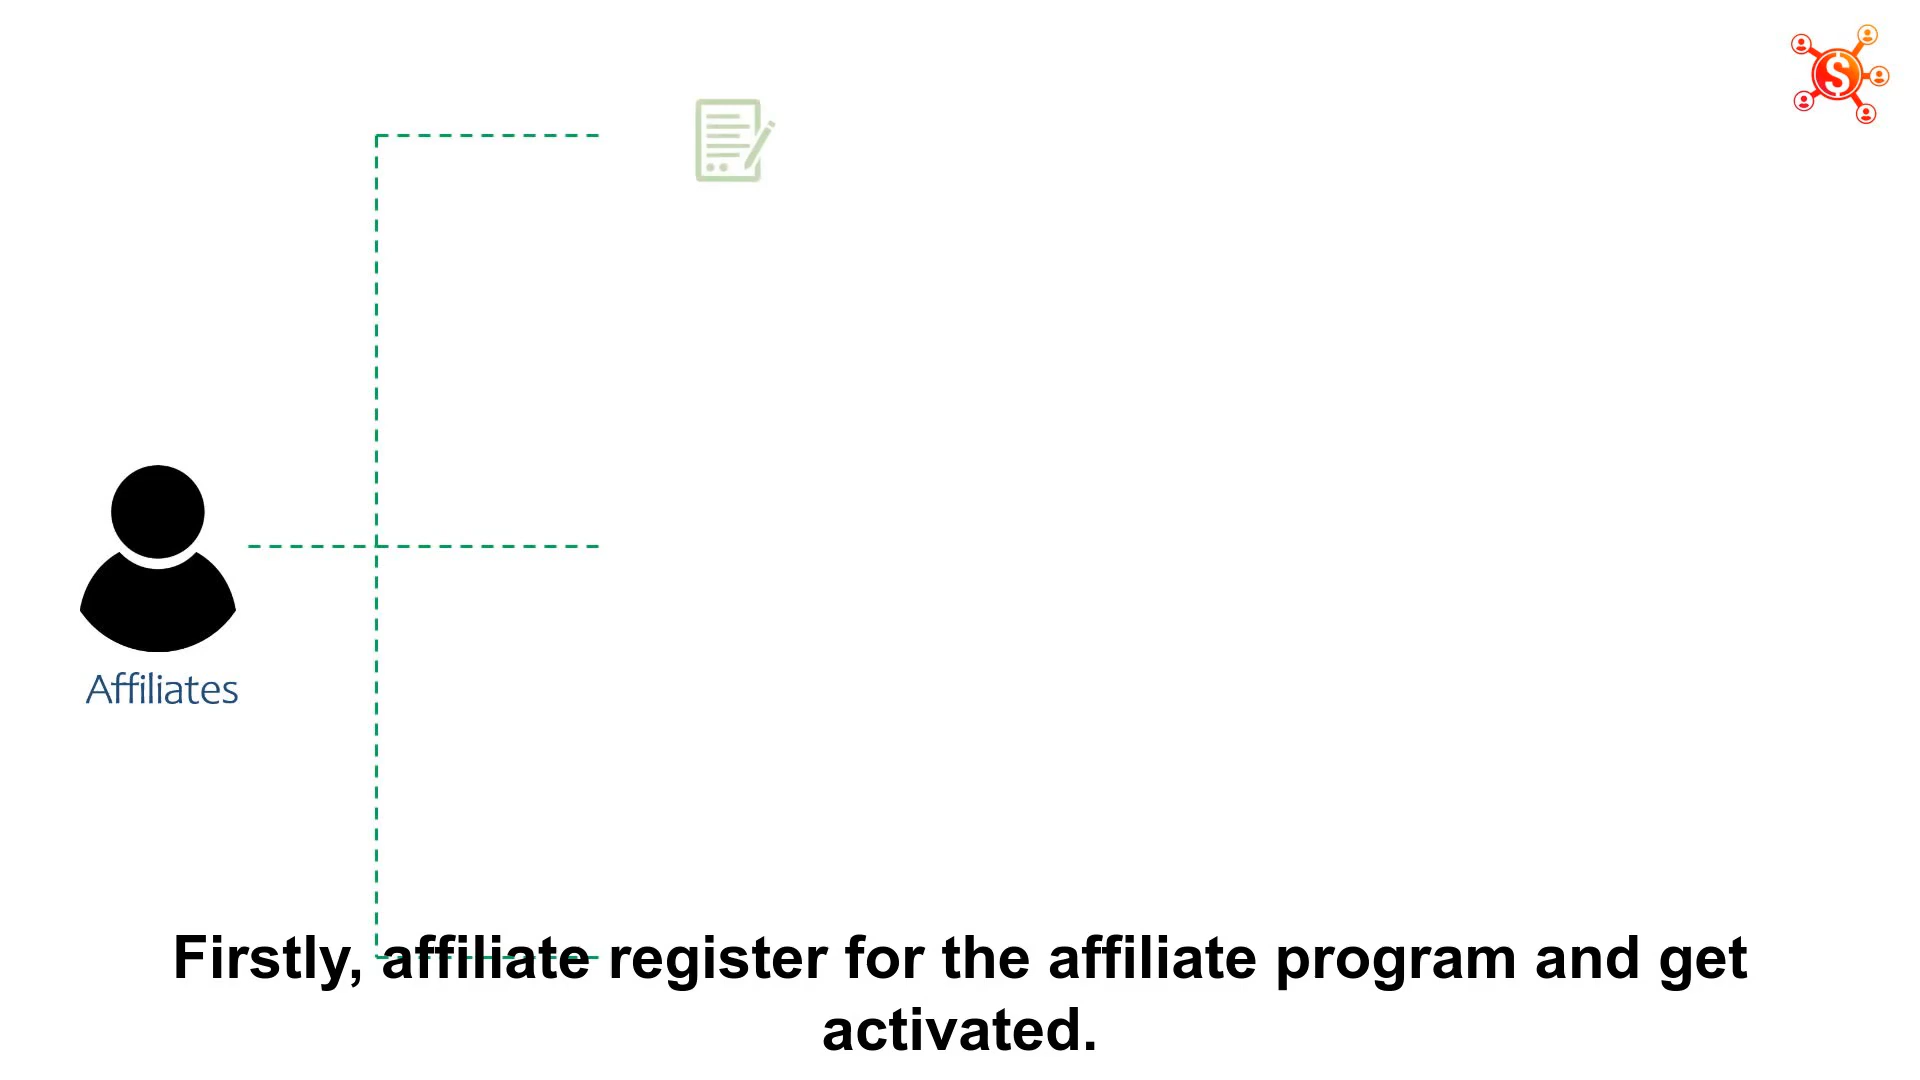 Affiliates
Firstly, affiliate register for the affiliate program and get
activated.